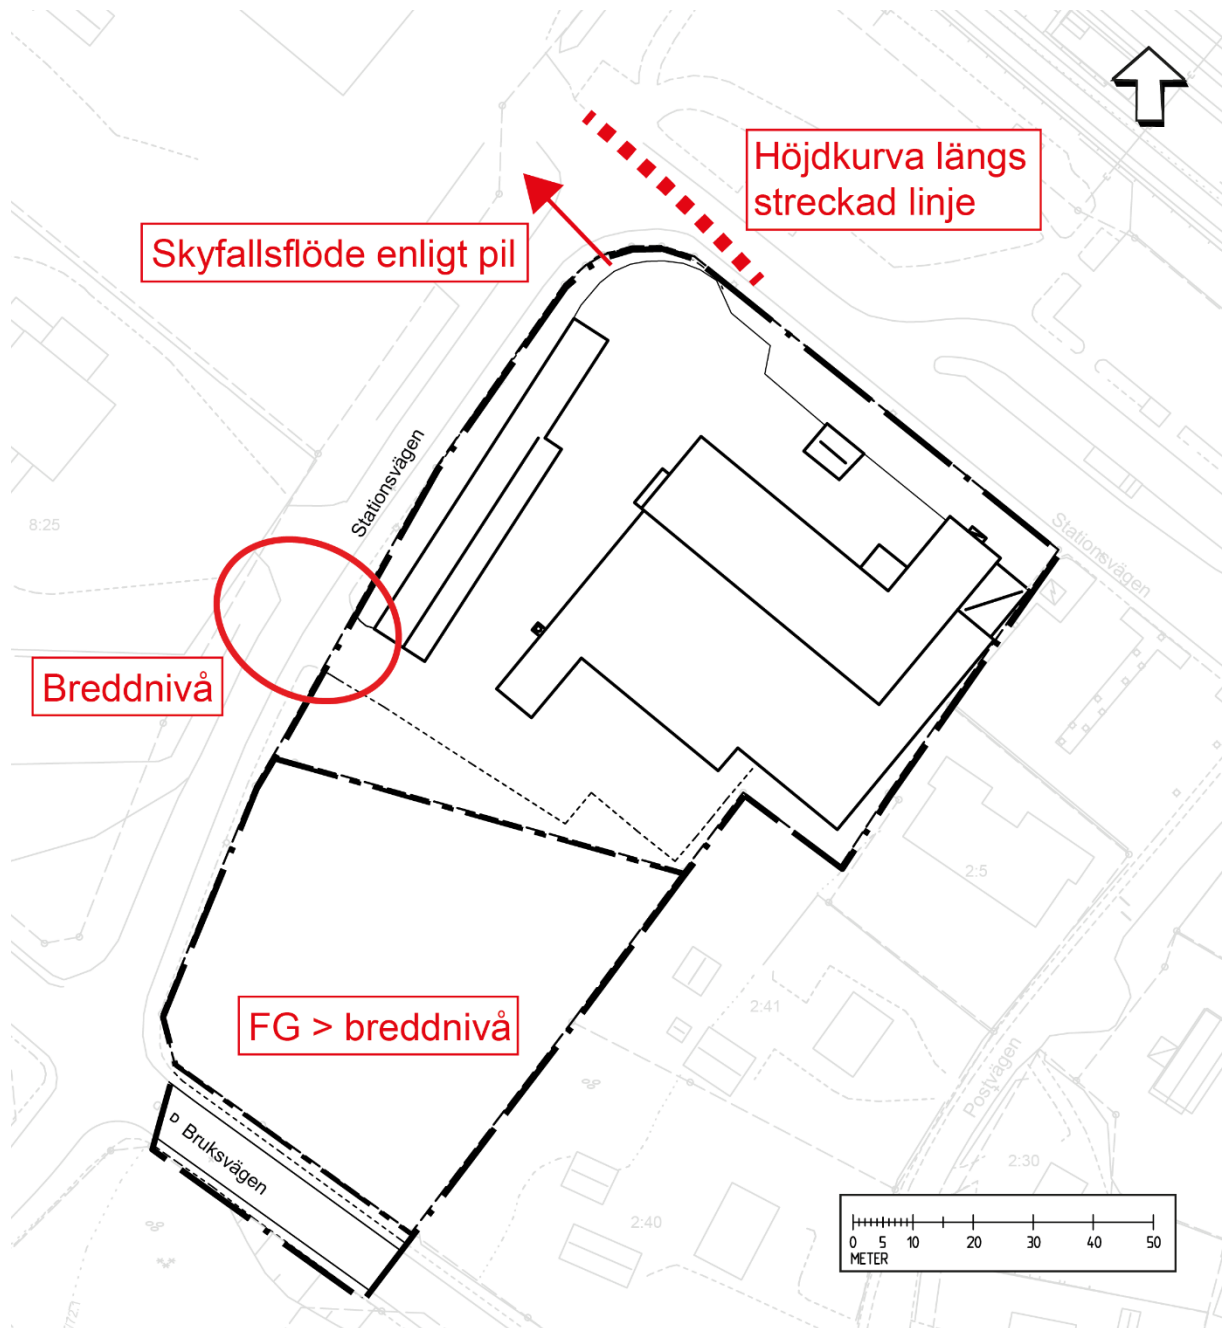 Höjdkurva längs
streckad linje
Skyfallsflöde enligt pil
Stationsvägen
8:25
Stationsvägen
Breddnivå
2:5
2:41
FG > breddnivå
Postvägen
D Bruksvägen
2:30
2:40
0 5 10 20 30 40 50
METER